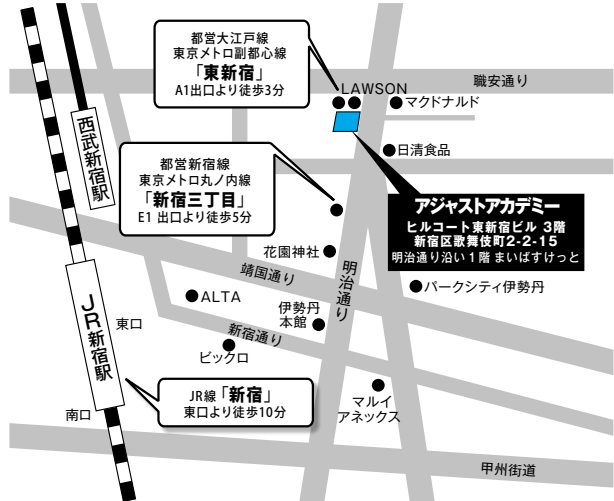 都営大江戸線
東京メトロ副都心線
「東新宿」
A1出口より徒歩3分
LAWSON
職安通り
マクドナルド
西武新宿駅
日清食品
都営新宿線
東京メトロ丸ノ内線
「新宿三丁目」
E1 出口より徒歩5分
アジャストアカデミー
ヒルコート東新宿ビル 3階
新宿区歌舞伎町2-2-15
明治通り沿い1階 まいばすけっと
花園神社
靖国通り
明治通り
パークシティ伊勢丹
ALTA
伊勢丹
本館
JR新宿駅
東口
新宿通り
ビックロ
JR線「新宿」
東口より徒歩10分
マルイ
アネックス
南口
甲州街道